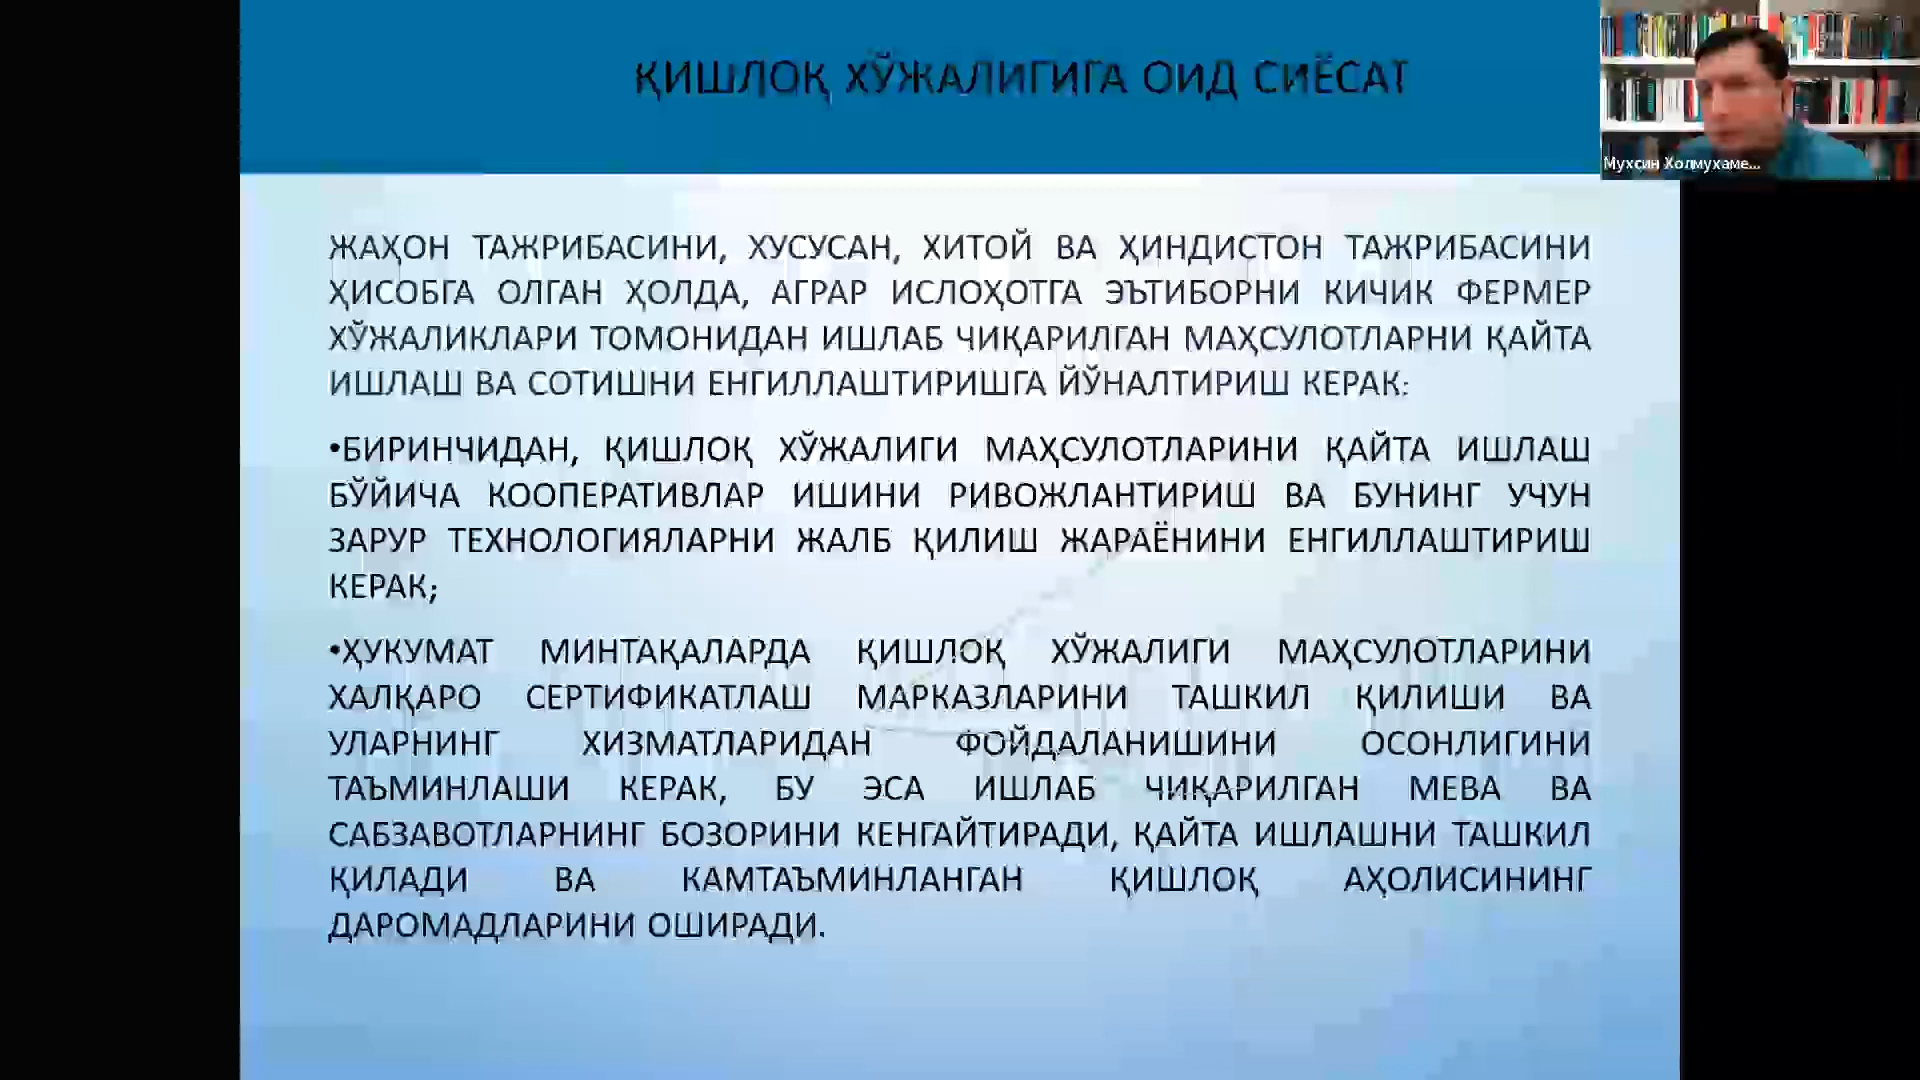 ҚИШЛОҚ ХЎЖАЛИГИГА ОИД СИЁСАТ
Мухсин Холмухаме...
ЖАҲОН ТАЖРИБАСИНИ, ХУСУСАН, ХИТОЙ ВА ҲИНДИСТОН ТАЖРИБАСИНИ
ҲИСОБГА ОЛГАН ҲОЛДА, АГРАР ИСЛОҲОТГА ЭЪТИБОРНИ КИЧИК ФЕРМЕР
ХЎЖАЛИКЛАРИ ТОМОНИДАН ИШЛАБ ЧИҚАРИЛГАН МАҲСУЛОТЛАРНИ ҚАЙТА
ИШЛАШ ВА СОТИШНИ ЕНГИЛЛАШТИРИШГА ЙЎНАЛТИРИШ КЕРАК:
•БИРИНЧИДАН, ҚИШЛОҚ ХЎЖАЛИГИ МАҲСУЛОТЛАРИНИ ҚАЙТА ИШЛАШ
БЎЙИЧА КООПЕРАТИВЛАР ИШИНИ РИВОЖЛАНТИРИШ ВА БУНИНГ УЧУН
ЗАРУР ТЕХНОЛОГИЯЛАРНИ ЖАЛБ ҚИЛИШ ЖАРАЁНИНИ ЕНГИЛЛАШТИРИШ
КЕРАК;
•ҲУКУМАТ МИНТАҚАЛАРДА ҚИШЛОҚ ХЎЖАЛИГИ МАҲСУЛОТЛАРИНИ
ХАЛҚАРО СЕРТИФИКАТЛАШ МАРКАЗЛАРИНИ ТАШКИЛ ҚИЛИШИ ВА
УЛАРНИНГ ХИЗМАТЛАРИДАН ФОЙДАЛАНИШИНИ ОСОНЛИГИНИ
ТАЪМИНЛАШИ КЕРАК, БУ ЭСА ИШЛАБ ЧИҚАРИЛГАН МЕВА ВА
САБЗАВОТЛАРНИНГ БОЗОРИНИ КЕНГАЙТИРАДИ, ҚАЙТА ИШЛАШНИ ТАШКИЛ
ҚИЛАДИ ВА КАМТАЪМИНЛАНГАН ҚИШЛОҚ АҲОЛИСИНИНГ
ДАРОМАДЛАРИНИ ОШИРАДИ.